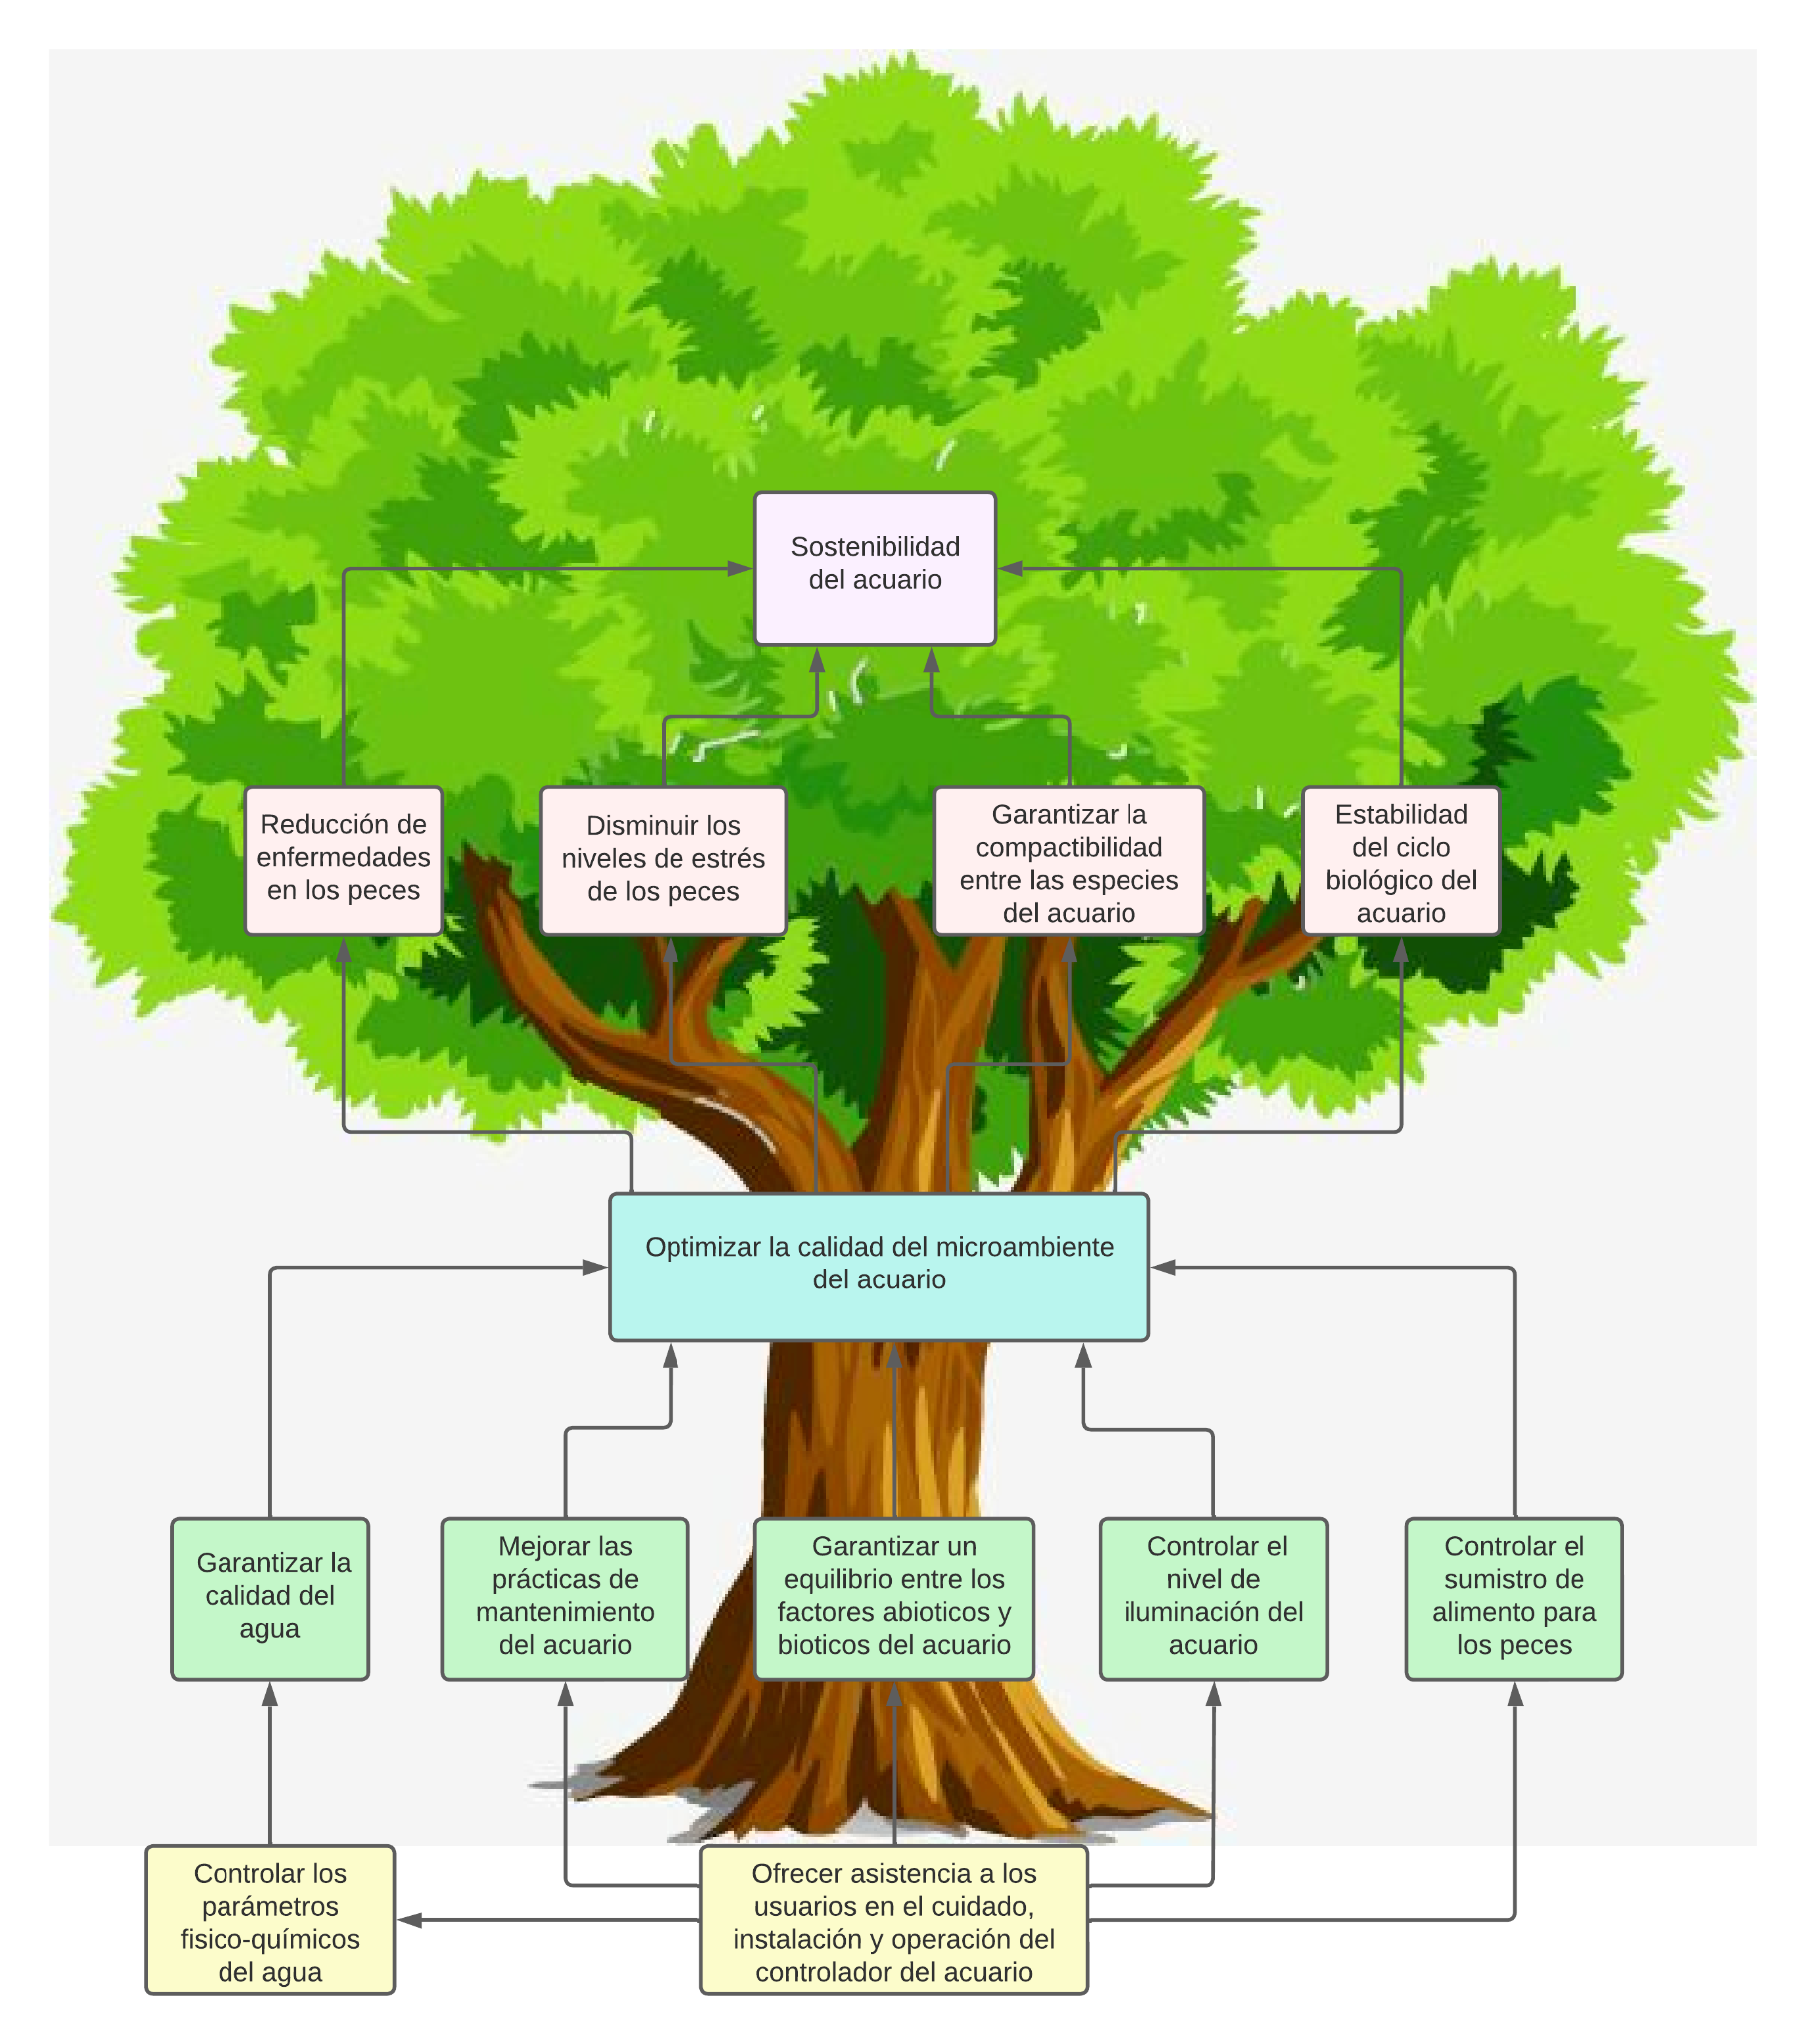 Sostenibilidad
del acuario
Reducción de
enfermedades
en los peces
Disminuir los
niveles de estrés
de los peces
Garantizar la
compactibilidad
entre las especies
del acuario
Estabilidad
del ciclo
biológico del
acuario
Optimizar la calidad del microambiente
del acuario
Garantizar la
calidad del
agua
Mejorar las
prácticas de
mantenimiento
del acuario
Garantizar un
equilibrio entre los
factores abioticos y
bioticos del acuario
Controlar el
nivel de
iluminación del
acuario
Controlar el
sumistro de
alimento para
los peces
Controlar los
parámetros
fisico-químicos
del agua
Ofrecer asistencia a los
usuarios en el cuidado,
instalación y operación del
controlador del acuario